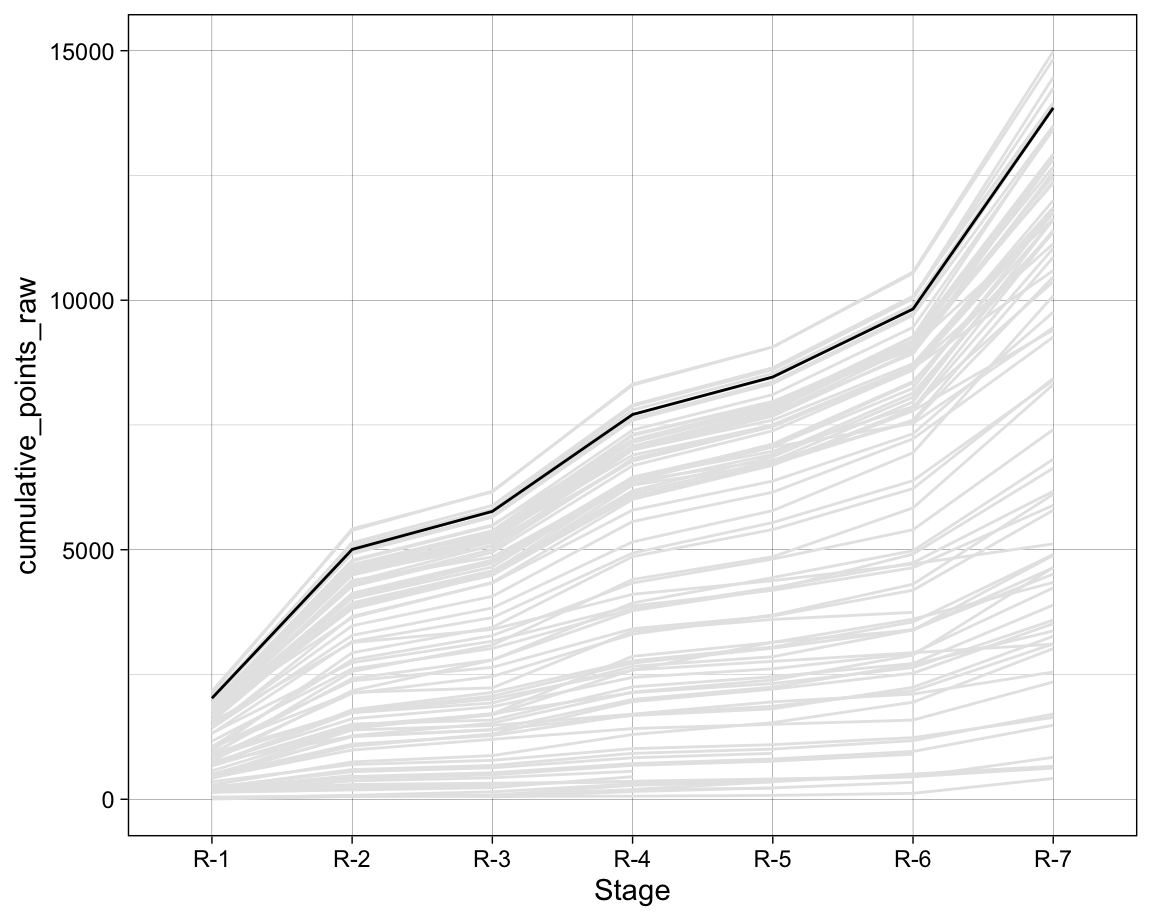 cumulative_points_raw
15000
10000
5000
0
R-1 R-2 R-3 R-4 R-5 R-6 R-7
Stage